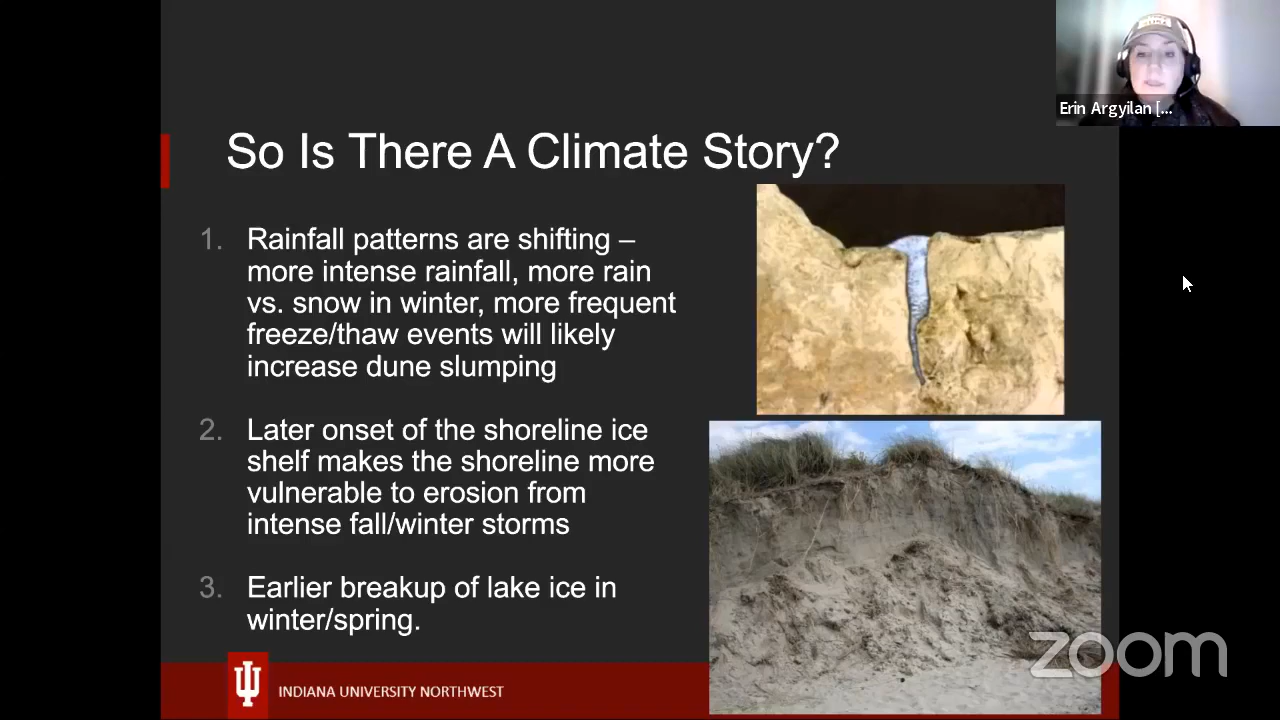 Erin Argyilan [...
So Is There A Climate Story?
1. Rainfall patterns are shifting –
more intense rainfall, more rain
vs. snow in winter, more frequent
freeze/thaw events will likely
increase dune slumping
2. Later onset of the shoreline ice
shelf makes the shoreline more
vulnerable to erosion from
intense fall/winter storms
3. Earlier breakup of lake ice in
winter/spring.
INDIANA UNIVERSITY NORTHWEST
zoom